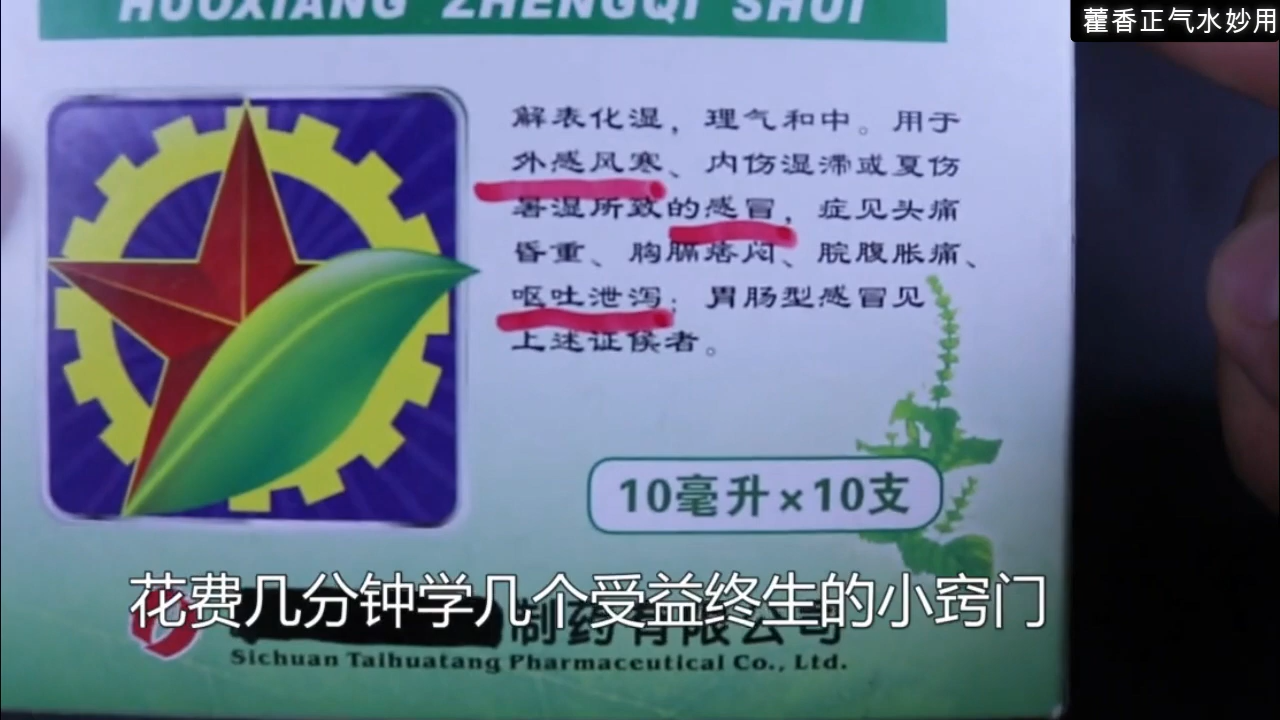 HUOXIANG ZHENGQI SHUI
藿香正气水妙用
解表化湿，理气和中。用于
外感风寒、内伤湿滞或夏伤
暑湿所致的感冒，症见头痛
昏重、胸膈痞闷、脘腹胀痛、
呕吐泄泻；胃肠型感冒见
上述证候者。
10毫升×10支
花费几分钟学几个受益终生的小窍门
制药有限公司
Sichuan Taihuatang Pharmaceutical Co., Ltd.